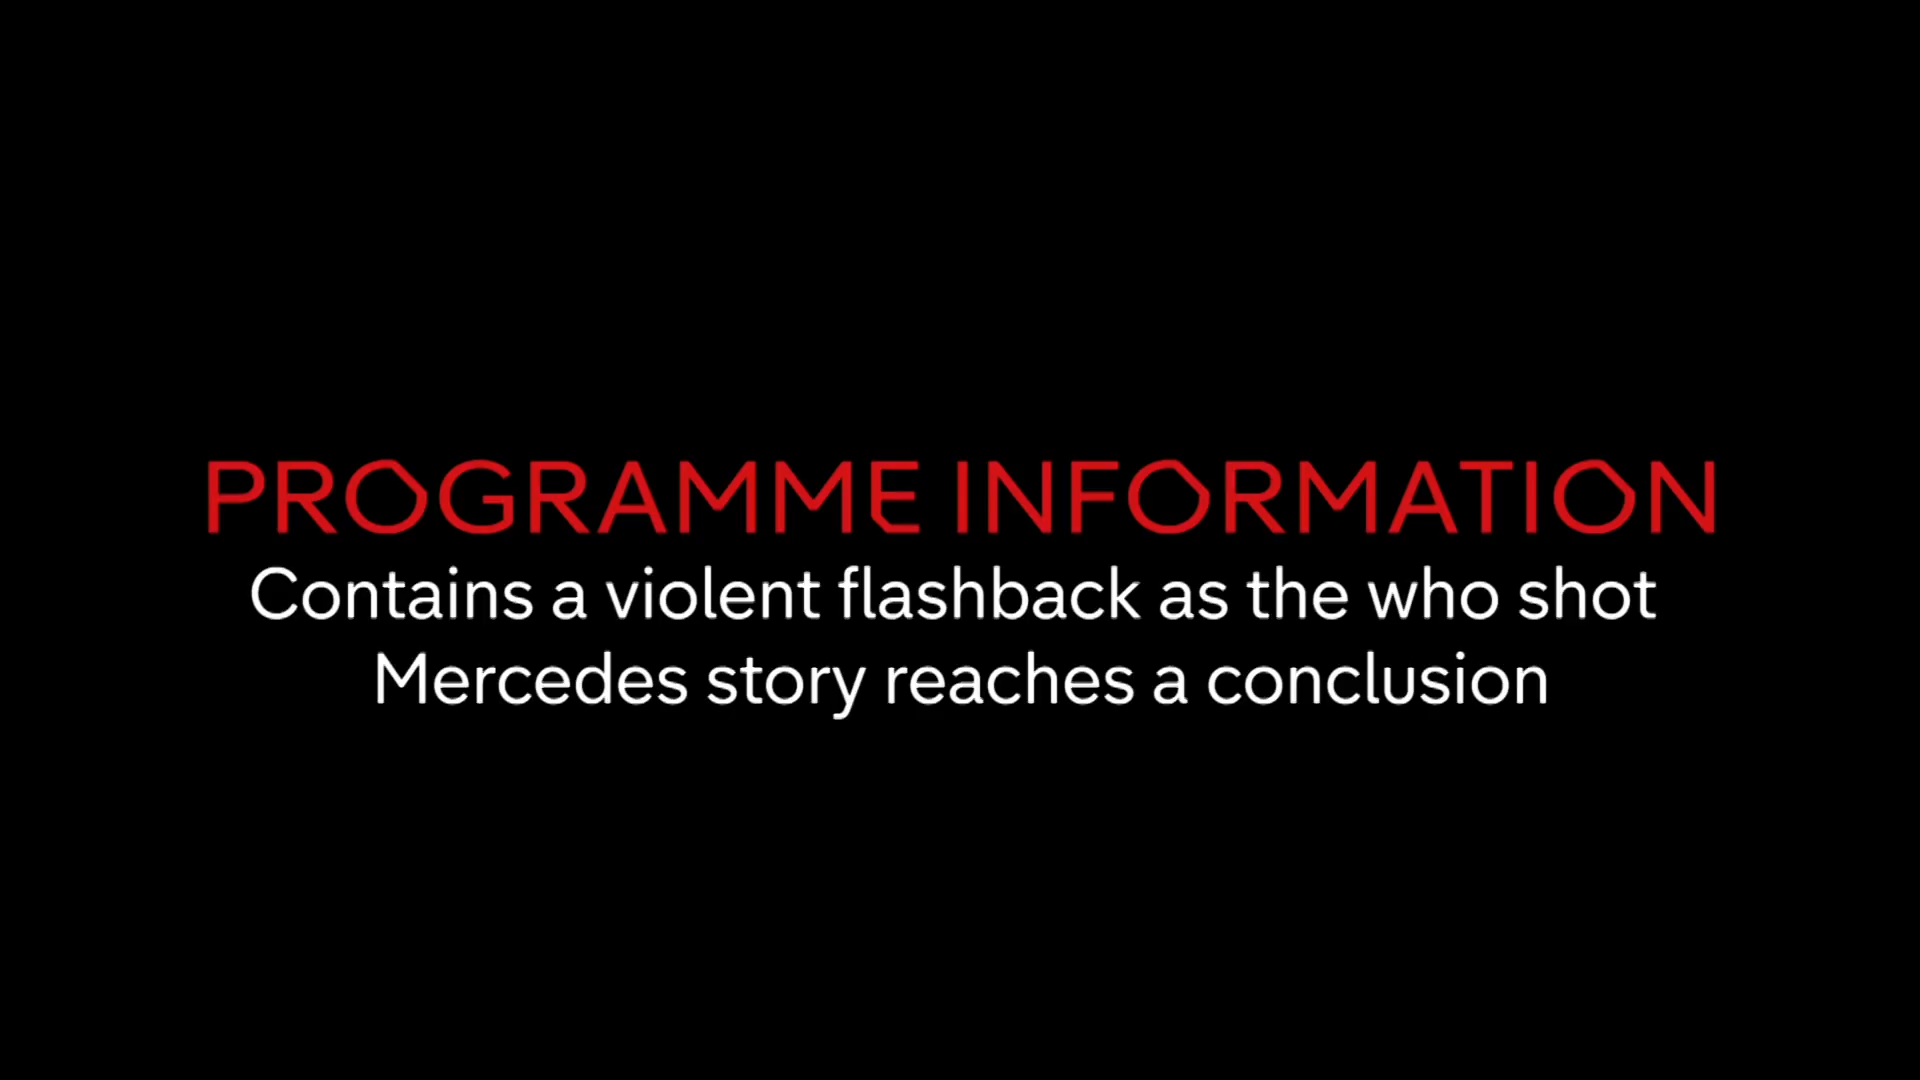 PROGRAMME INFORMATION
Contains a violent flashback as the who shot
Mercedes story reaches a conclusion